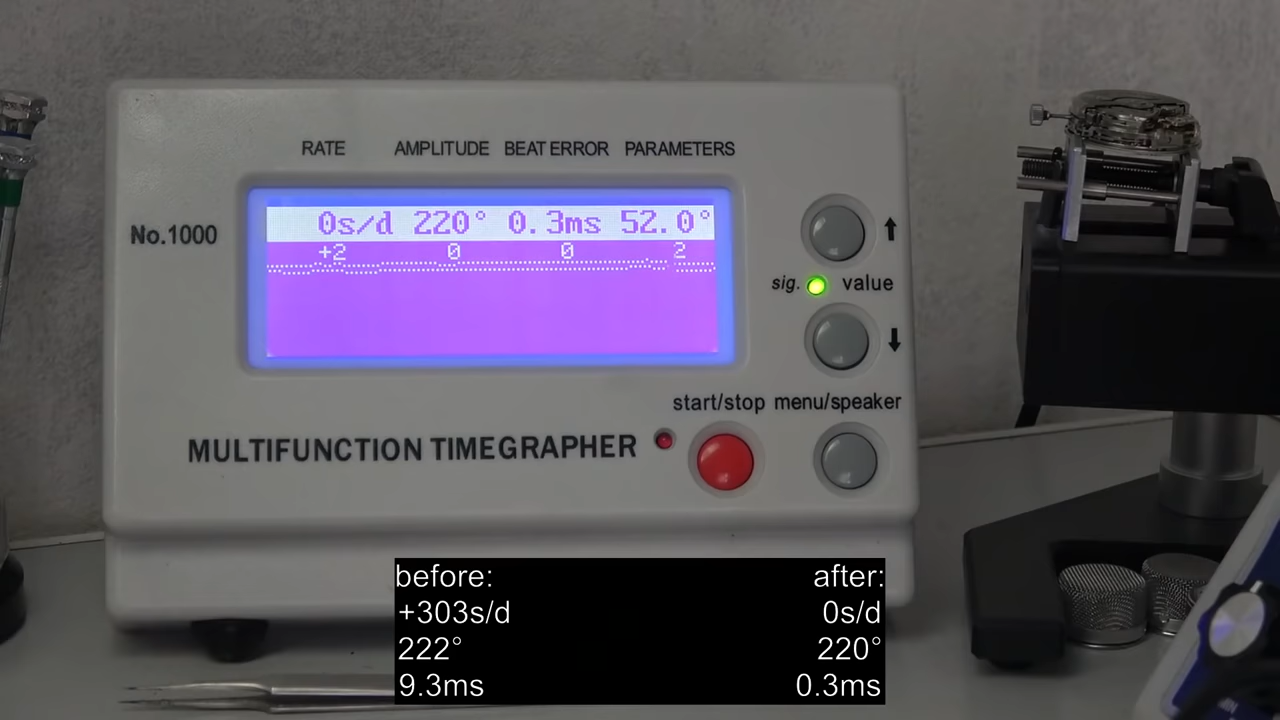 RATE AMPLITUDE BEAT ERROR PARAMETERS
0s/d 220° 0.3ms 52.0°
+2 0 0 2
No.1000
sig. value
start/stop menu/speaker
MULTIFUNCTION TIMEGRAPHER
before: after:
+303s/d 0s/d
222° 220°
9.3ms 0.3ms